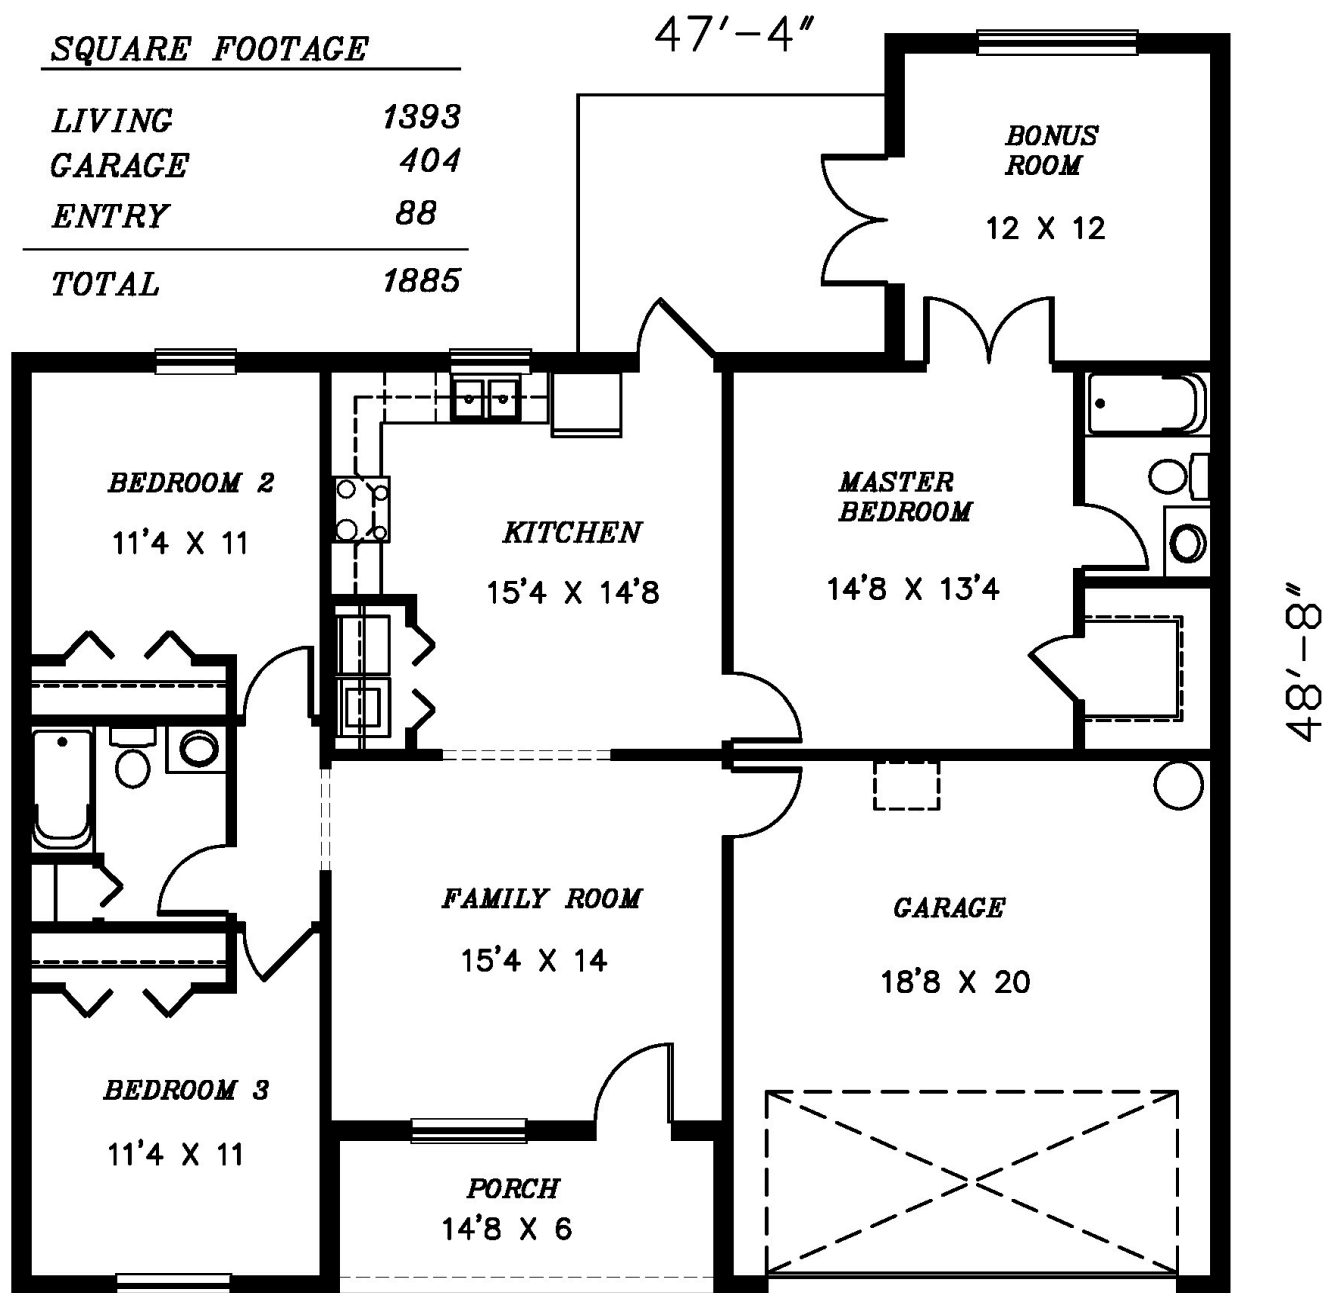 SQUARE FOOTAGE
LIVING 1393
GARAGE 404
ENTRY 88
TOTAL 1885
47'-4"
BONUS
ROOM
12 X 12
BEDROOM 2
11'4 X 11
KITCHEN
15'4 X 14'8
MASTER
BEDROOM
14'8 X 13'4
48'-8"
FAMILY ROOM
15'4 X 14
GARAGE
18'8 X 20
BEDROOM 3
11'4 X 11
PORCH
14'8 X 6